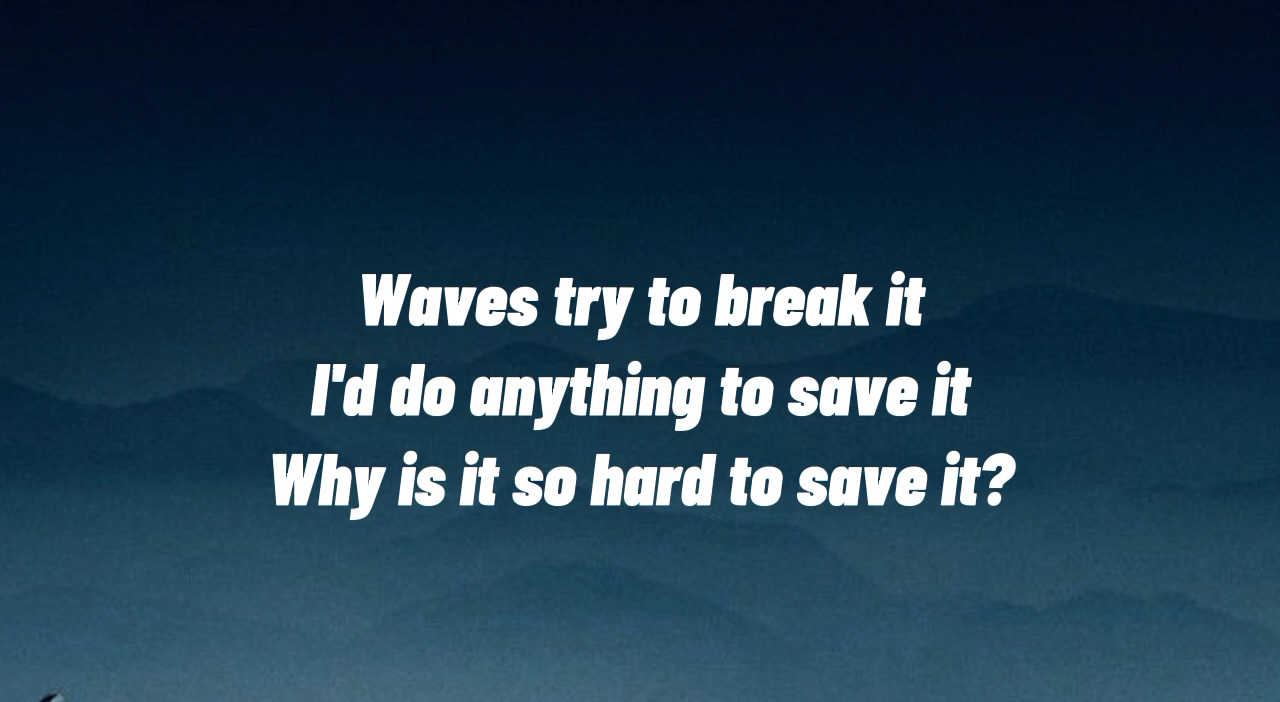 Waves try to break it
I'd do anything to save it
Why is it so hard to save it?